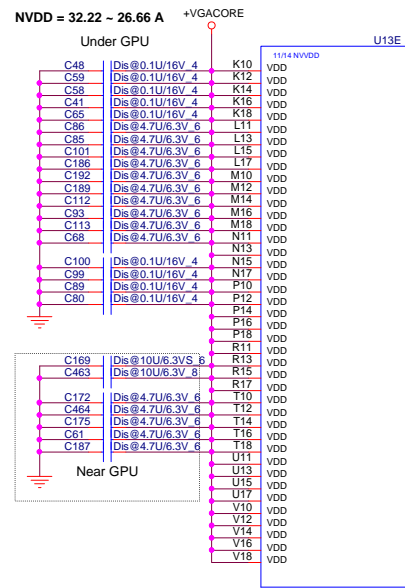 NVDD = 32.22 ~ 26.66 A
+VGACORE
Under GPU
U13E
11/14 NVVDD
C48 Dis@0.1U/16V_4 K10 VDD
C59 Dis@0.1U/16V_4 K12 VDD
C58 Dis@0.1U/16V_4 K14 VDD
C41 Dis@0.1U/16V_4 K16 VDD
C65 Dis@0.1U/16V_4 K18 VDD
C86 Dis@4.7U/6.3V_6 L11 VDD
C85 Dis@4.7U/6.3V_6 L13 VDD
C101 Dis@4.7U/6.3V_6 L15 VDD
C186 Dis@4.7U/6.3V_6 L17 VDD
C192 Dis@4.7U/6.3V_6 M10 VDD
C189 Dis@4.7U/6.3V_6 M12 VDD
C112 Dis@4.7U/6.3V_6 M14 VDD
C93 Dis@4.7U/6.3V_6 M16 VDD
C113 Dis@4.7U/6.3V_6 M18 VDD
C68 Dis@4.7U/6.3V_6 N11 VDD
N13 VDD
C100 Dis@0.1U/16V_4 N15 VDD
C99 Dis@0.1U/16V_4 N17 VDD
C89 Dis@0.1U/16V_4 P10 VDD
C80 Dis@0.1U/16V_4 P12 VDD
P14 VDD
P16 VDD
P18 VDD
R11 VDD
C169 Dis@10U/6.3VS_6 R13 VDD
C463 Dis@10U/6.3V_8 R15 VDD
R17 VDD
C172 Dis@4.7U/6.3V_6 T10 VDD
C464 Dis@4.7U/6.3V_6 T12 VDD
C175 Dis@4.7U/6.3V_6 T14 VDD
C61 Dis@4.7U/6.3V_6 T16 VDD
C187 Dis@4.7U/6.3V_6 T18 VDD
U11 VDD
Near GPU
U13 VDD
U15 VDD
U17 VDD
V10 VDD
V12 VDD
V14 VDD
V16 VDD
V18 VDD